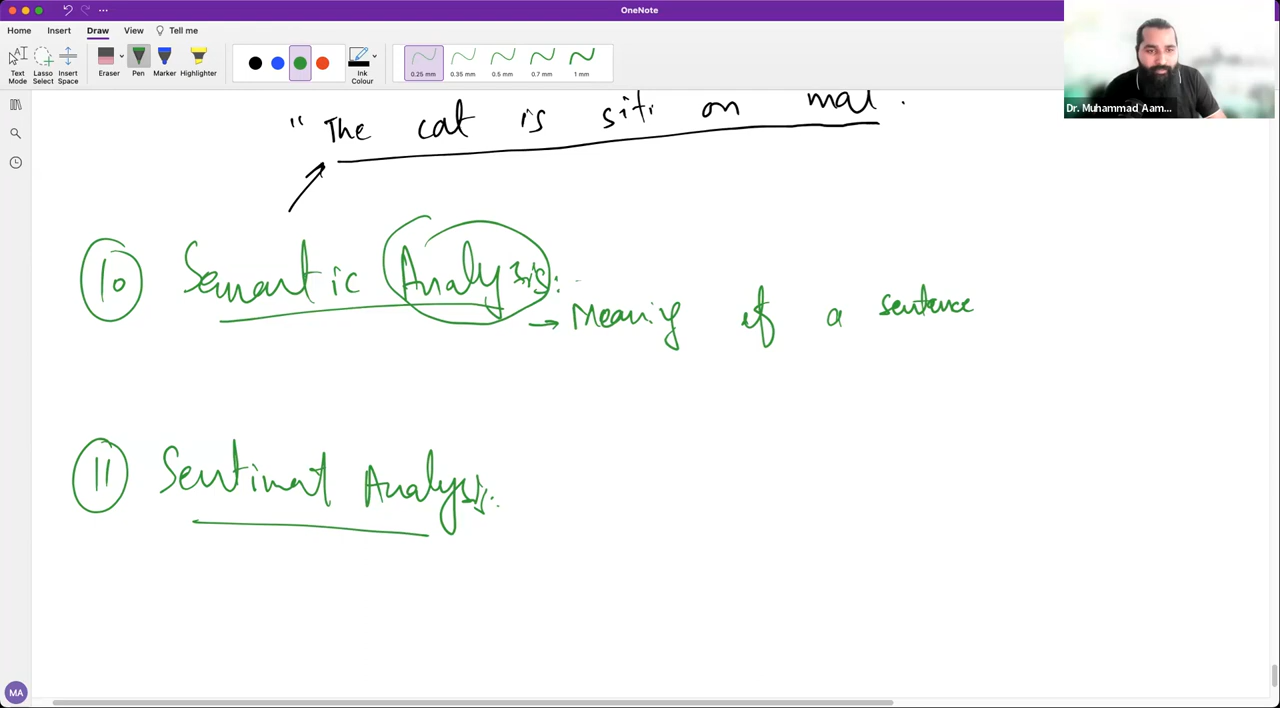 OneNote
Home Insert Draw View Tell me
Text Mode Lasso Select Insert Space Eraser Pen Marker Highlighter Ink Colour 0.25 mm 0.35 mm 0.5 mm 0.7 mm 1 mm
Dr. Muhammad Aam...
"The cat is siti on mat.
10 Semantic Analysis:
→ Meaning of a sentence
11 Sentiment Analysis:
MA